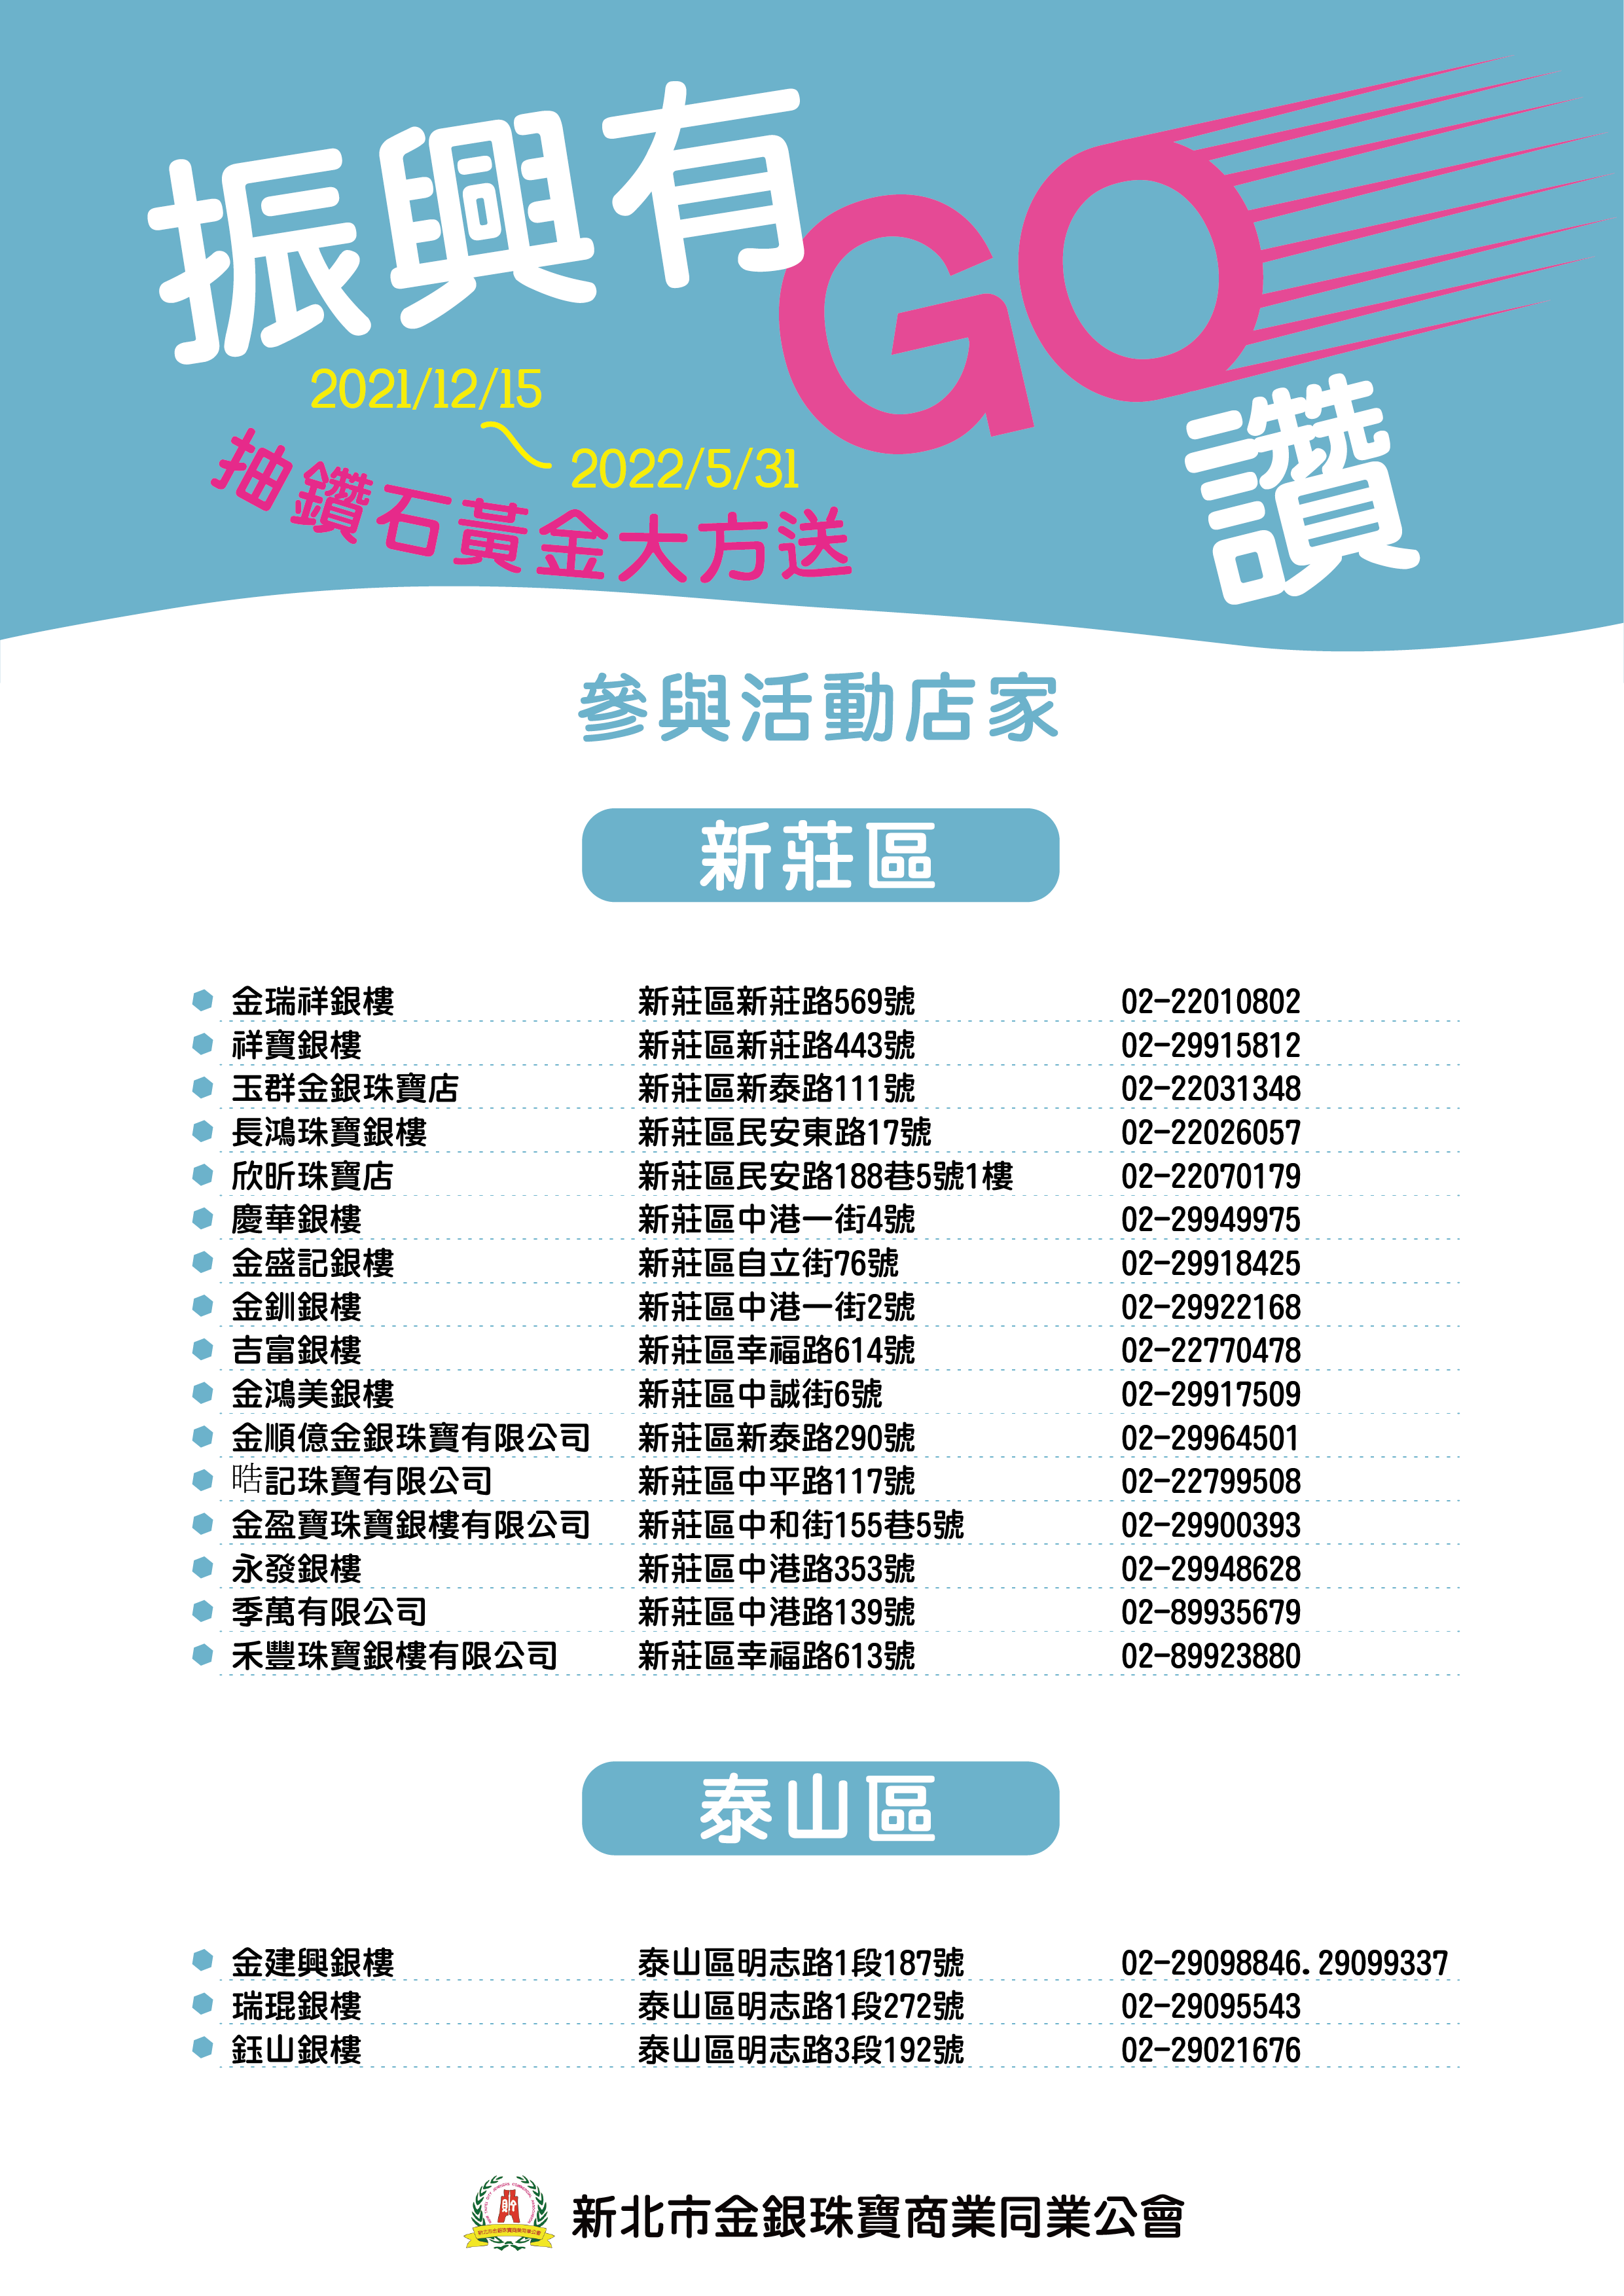 振興有GO讚
2021/12/15
~
2022/5/31
抽鑽石黃金大方送
參與活動店家
新莊區
金瑞祥銀樓 新莊區新莊路569號 02-22010802
祥寶銀樓 新莊區新莊路443號 02-29915812
玉群金銀珠寶店 新莊區新泰路111號 02-22031348
長鴻珠寶銀樓 新莊區民安東路17號 02-22026057
欣昕珠寶店 新莊區民安路188巷5號1樓 02-22070179
慶華銀樓 新莊區中港一街4號 02-29949975
金盛記銀樓 新莊區自立街76號 02-29918425
金釧銀樓 新莊區中港一街2號 02-29922168
吉富銀樓 新莊區幸福路614號 02-22770478
金鴻美銀樓 新莊區中誠街6號 02-29917509
金順億金銀珠寶有限公司 新莊區新泰路290號 02-29964501
晧記珠寶有限公司 新莊區中平路117號 02-22799508
金盈寶珠寶銀樓有限公司 新莊區中和街155巷5號 02-29900393
永發銀樓 新莊區中港路353號 02-29948628
季萬有限公司 新莊區中港路139號 02-89935679
禾豐珠寶銀樓有限公司 新莊區幸福路613號 02-89923880
泰山區
金建興銀樓 泰山區明志路1段187號 02-29098846.29099337
瑞琨銀樓 泰山區明志路1段272號 02-29095543
鈺山銀樓 泰山區明志路3段192號 02-29021676
新北市金銀珠寶商業同業公會
新北市金銀珠寶商業同業公會